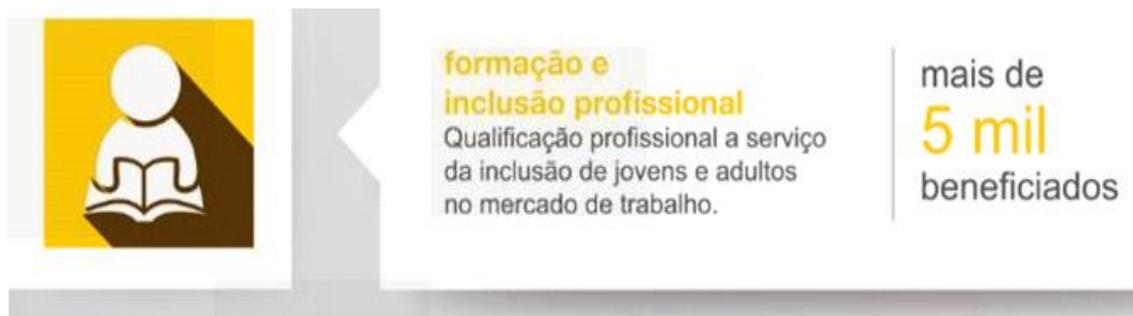 formação e
inclusão profissional
Qualificação profissional a serviço
da inclusão de jovens e adultos
no mercado de trabalho.
mais de
5 mil
beneficiados